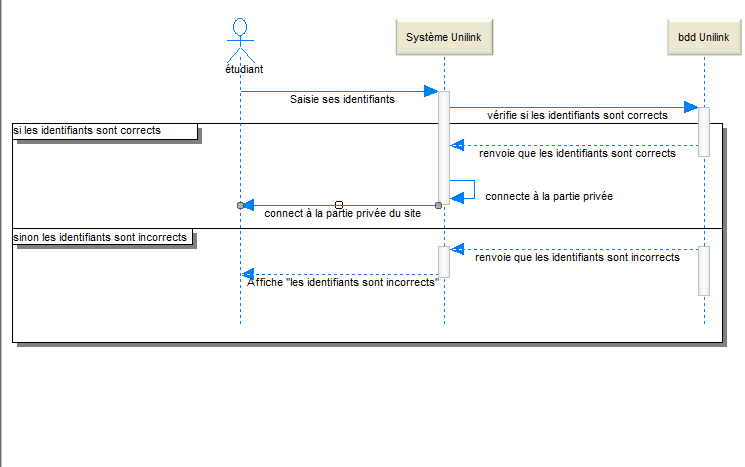 Système Unilink
bdd Unilink
étudiant
Saisie ses identifiants
vérifie si les identifiants sont corrects
si les identifiants sont corrects
renvoie que les identifiants sont corrects
connecte à la partie privée
connect à la partie privée du site
sinon les identifiants sont incorrects
renvoie que les identifiants sont incorrects
Affiche "les identifiants sont incorrects"